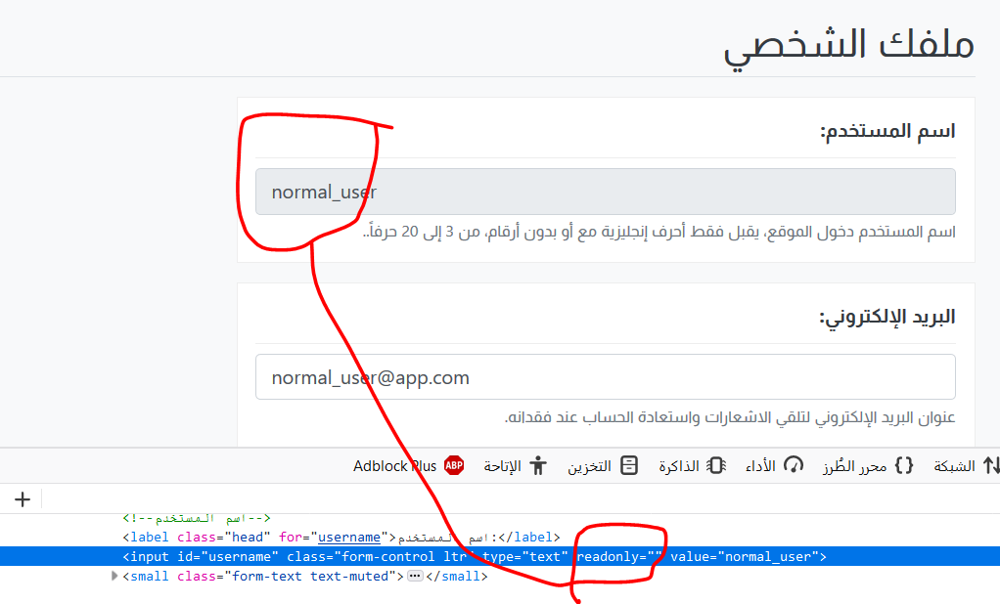 ملفك الشخصي
اسم المستخدم:
normal_user
اسم المستخدم دخول الموقع، يقبل فقط أحرف إنجليزية مع أو بدون أرقام، من 3 إلى 20 حرفاً..
البريد الإلكتروني:
normal_user@app.com
عنوان البريد الإلكتروني لتلقي الاشعارات واستعادة الحساب عند فقدانه.
الشبكة محرر الطُرز الأداء الذاكرة التخزين الإتاحة ABP Adblock Plus
<!--اسم المستخدم-->
<label class="head" for="username">اسم المستخدم:</label>
<input id="username" class="form-control ltr" type="text" readonly="" value="normal_user">
<small class="form-text text-muted">•••</small>